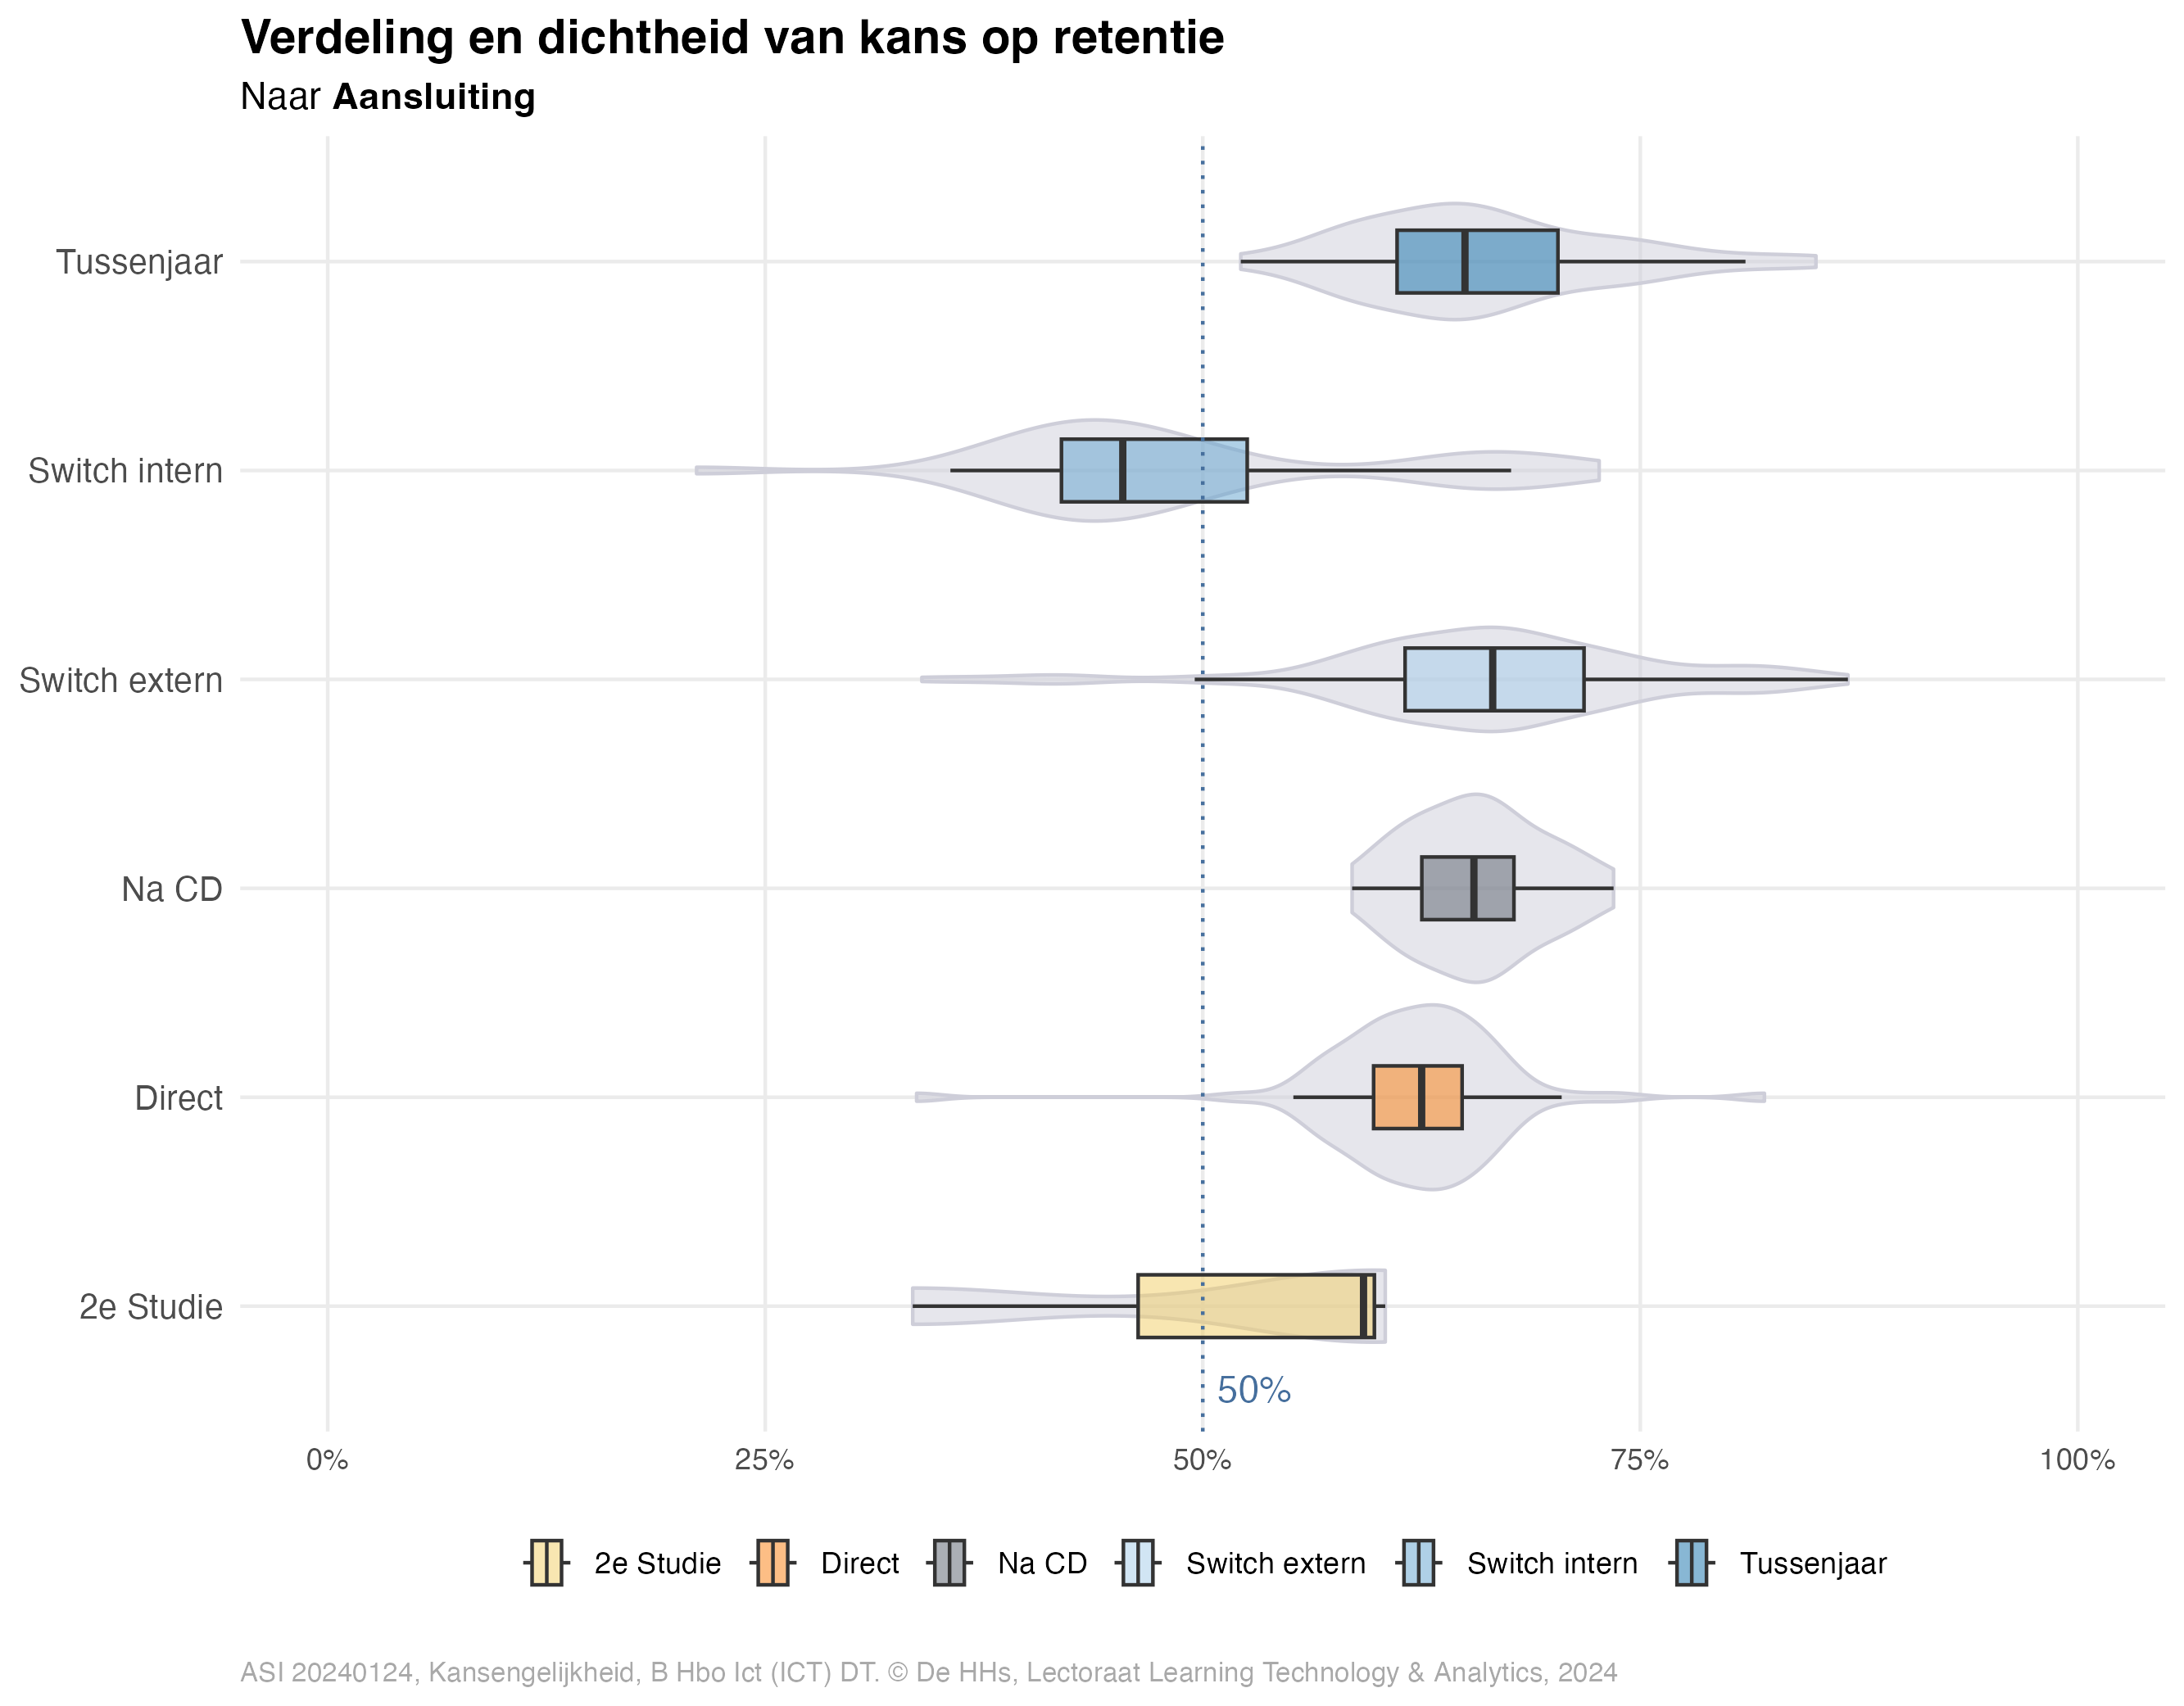 Verdeling en dichtheid van kans op retentie
Naar Aansluiting
Tussenjaar
Switch intern
Switch extern
Na CD
Direct
2e Studie
50%
0% 25% 50% 75% 100%
2e Studie Direct Na CD Switch extern Switch intern Tussenjaar
ASI 20240124, Kansengelijkheid, B Hbo Ict (ICT) DT. © De HHs, Lectoraat Learning Technology & Analytics, 2024